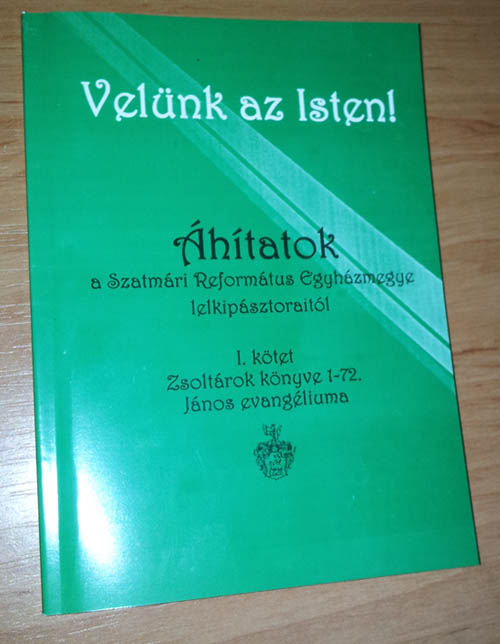 Velünk az Isten!
Áhítatok
a Szatmári Református Egyházmegye
lelkipásztoraitól
I. kötet
Zsoltárok könyve 1-72.
János evangéliuma